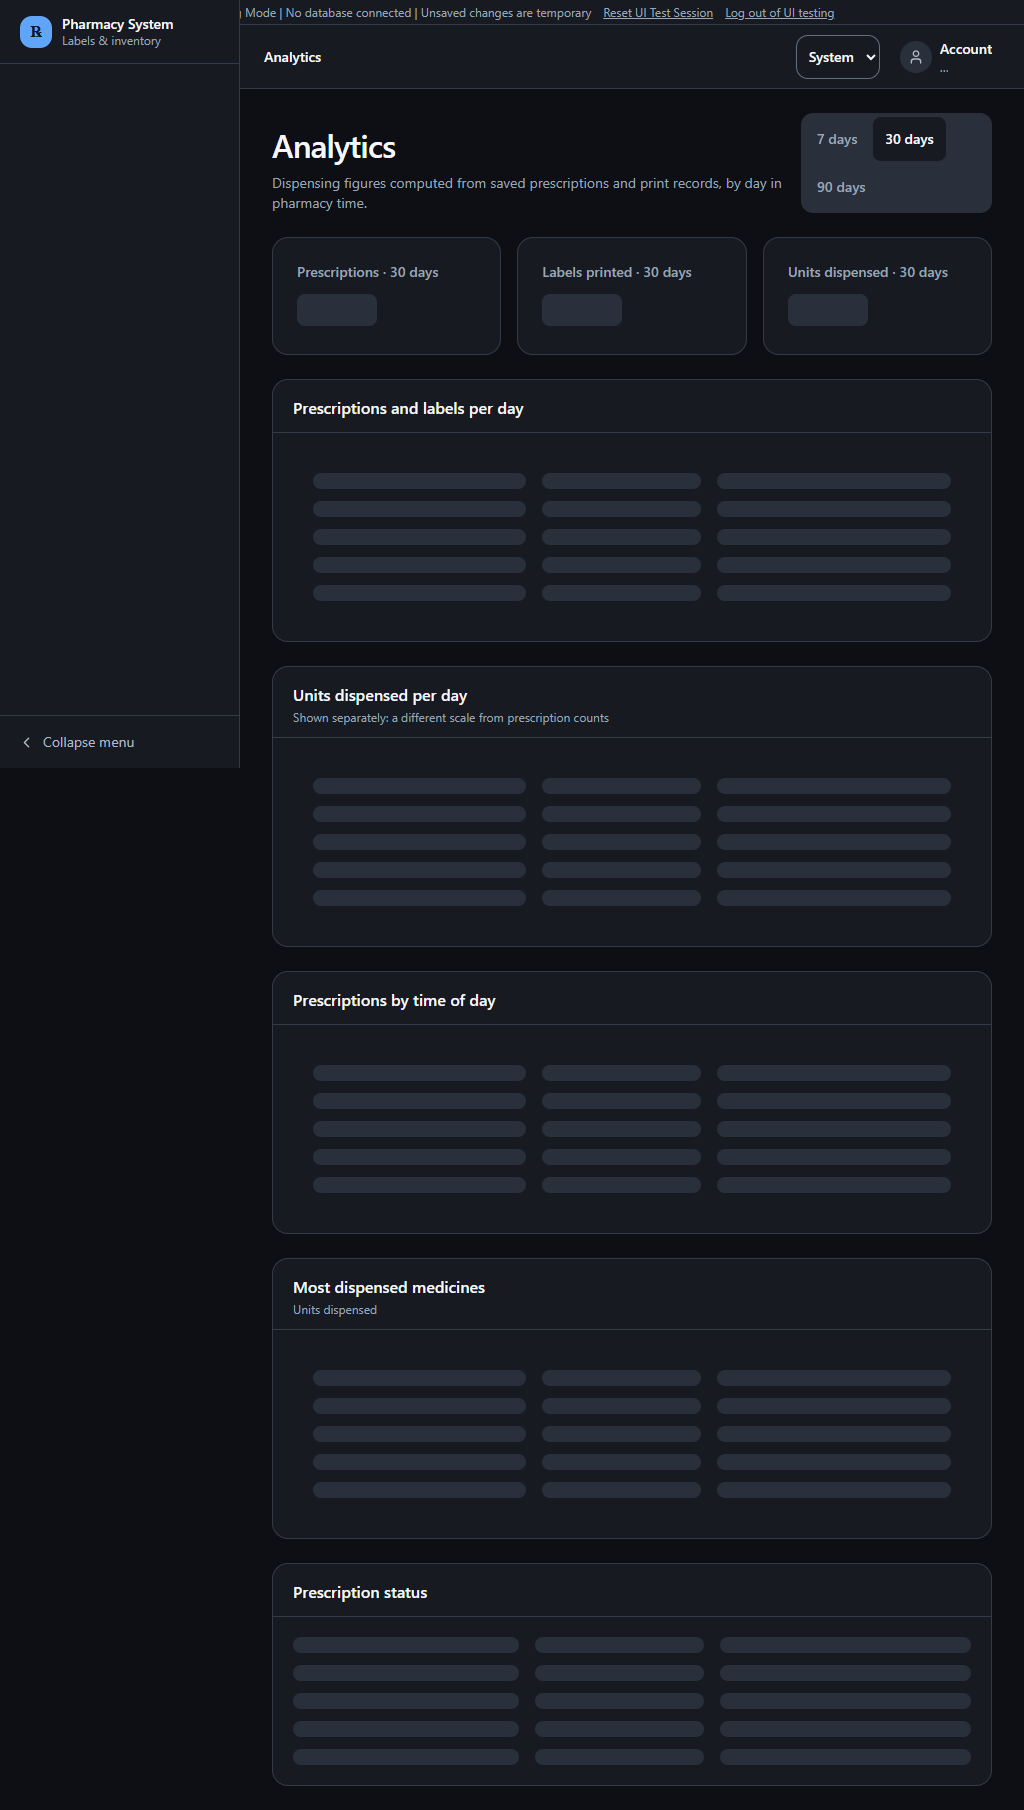 ℞
Pharmacy System
Labels & inventory
Mode | No database connected | Unsaved changes are temporary Reset UI Test Session Log out of UI testing
Analytics
System
Account
...
Analytics
Dispensing figures computed from saved prescriptions and print records, by day in
pharmacy time.
7 days
30 days
90 days
Prescriptions · 30 days
Labels printed · 30 days
Units dispensed · 30 days
Prescriptions and labels per day
Units dispensed per day
Shown separately: a different scale from prescription counts
Collapse menu
Prescriptions by time of day
Most dispensed medicines
Units dispensed
Prescription status